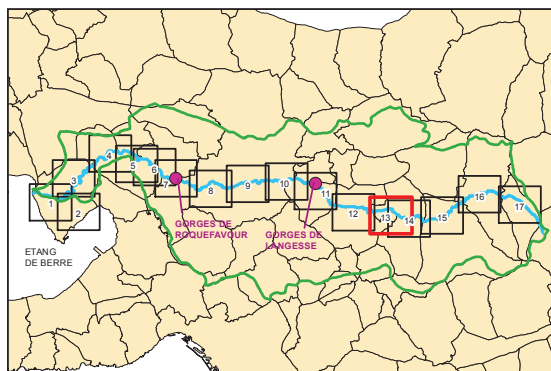 1
2
3
4
5
6
7
8
9
10
11
12
13
14
15
16
17
GORGES DE
ROQUEFAVOUR
GORGES DE
LANGESSE
ETANG
DE BERRE